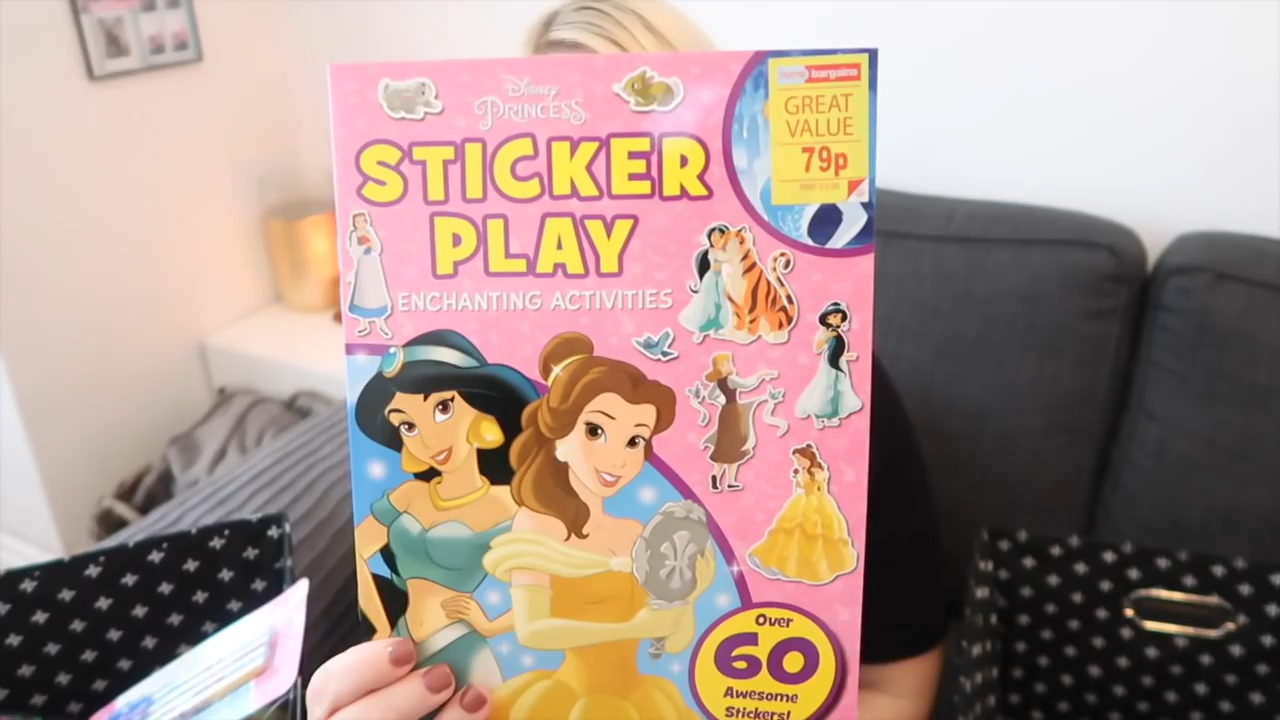 Disney
PRINCESS
STICKER
PLAY
ENCHANTING ACTIVITIES
home bargains
GREAT
VALUE
79p
Over
60
Awesome
Stickers!